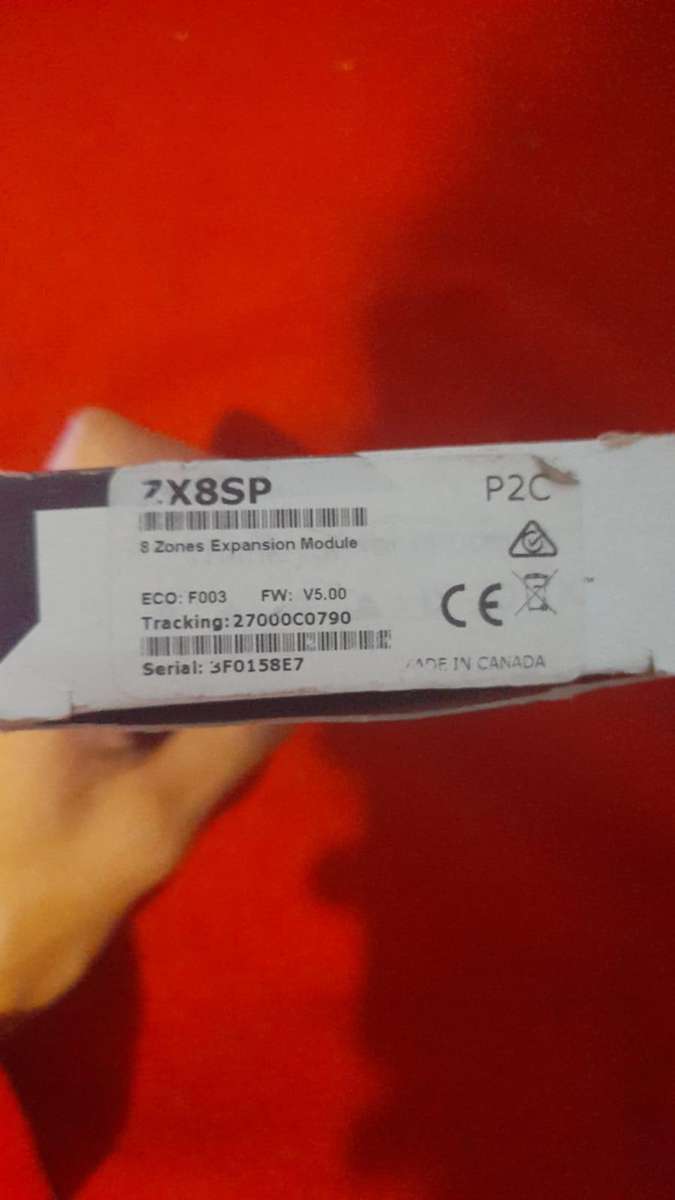 ZX8SP
P2C
8 Zones Expansion Module
ECO: F003 FW: V5.00
Tracking:27000C0790
Serial: 3F0158E7
MADE IN CANADA
CE